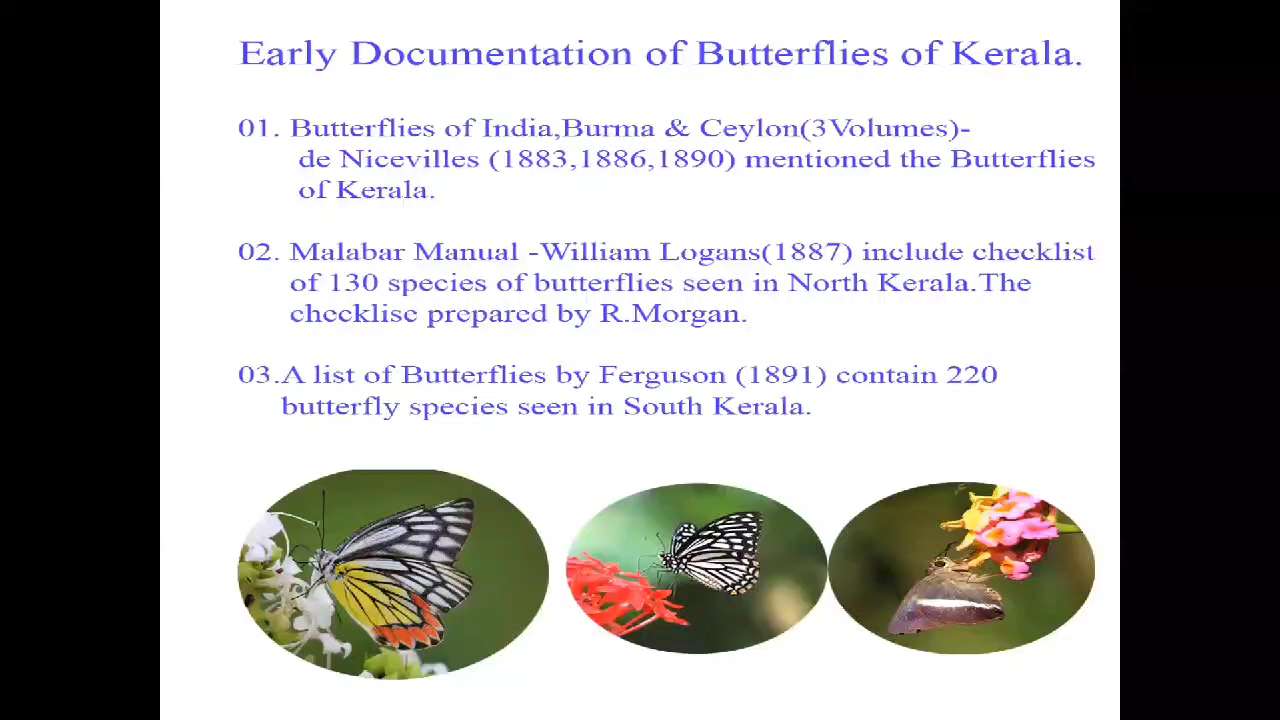 Early Documentation of Butterflies of Kerala.
01. Butterflies of India,Burma & Ceylon(3Volumes)-
de Nicevilles (1883,1886,1890) mentioned the Butterflies
of Kerala.
02. Malabar Manual -William Logans(1887) include checklist
of 130 species of butterflies seen in North Kerala.The
checklise prepared by R.Morgan.
03.A list of Butterflies by Ferguson (1891) contain 220
butterfly species seen in South Kerala.